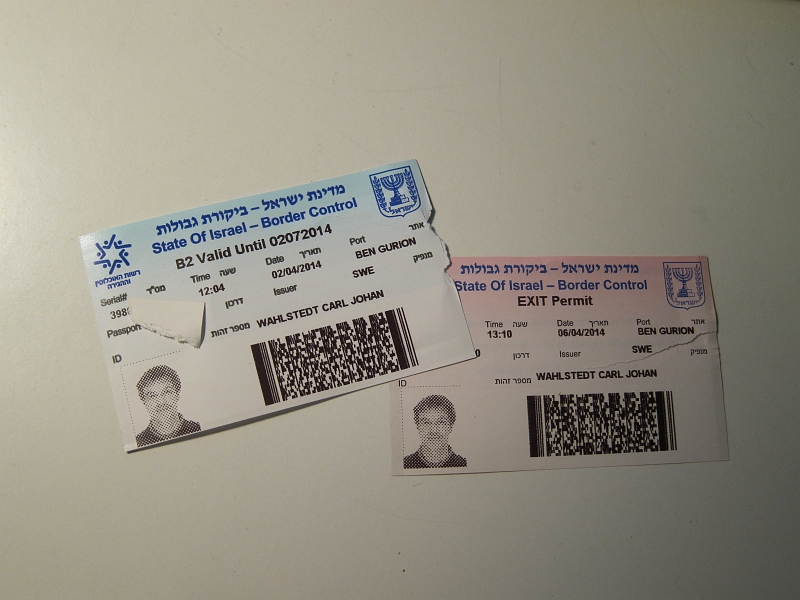 מדינת ישראל – ביקורת גבולות
State Of Israel – Border Control
B2 Valid Until 02072014
רשות האוכלוסין
וההגירה
ישראל
Serial# מס"ד Time שעה Date תאריך Port אתר
398 12:04 02/04/2014 BEN GURION
Passport דרכון Issuer SWE מנפיק
ID מספר זהות WAHLSTEDT CARL JOHAN
מדינת ישראל – ביקורת גבולות
State Of Israel – Border Control
EXIT Permit
Time שעה Date תאריך Port אתר
13:10 06/04/2014 BEN GURION
0 דרכון Issuer SWE מנפיק
ID מספר זהות WAHLSTEDT CARL JOHAN